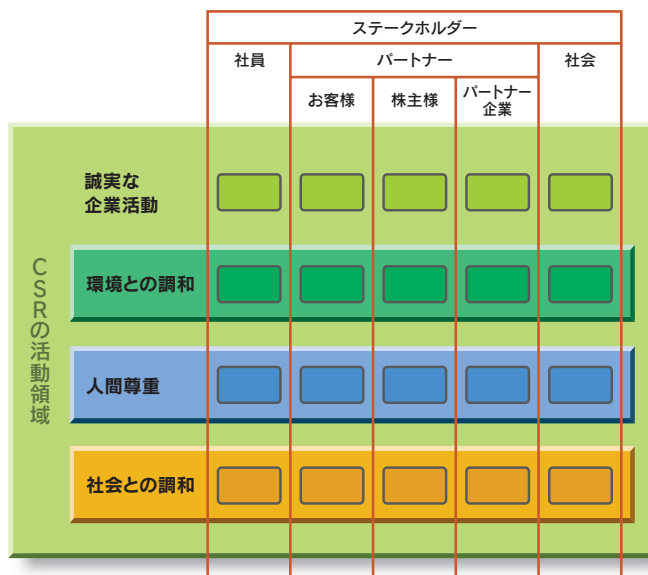 ステークホルダー
社員
パートナー
社会
お客様
株主様
パートナー
企業
誠実な
企業活動
環境との調和
人間尊重
社会との調和
CSRの活動領域